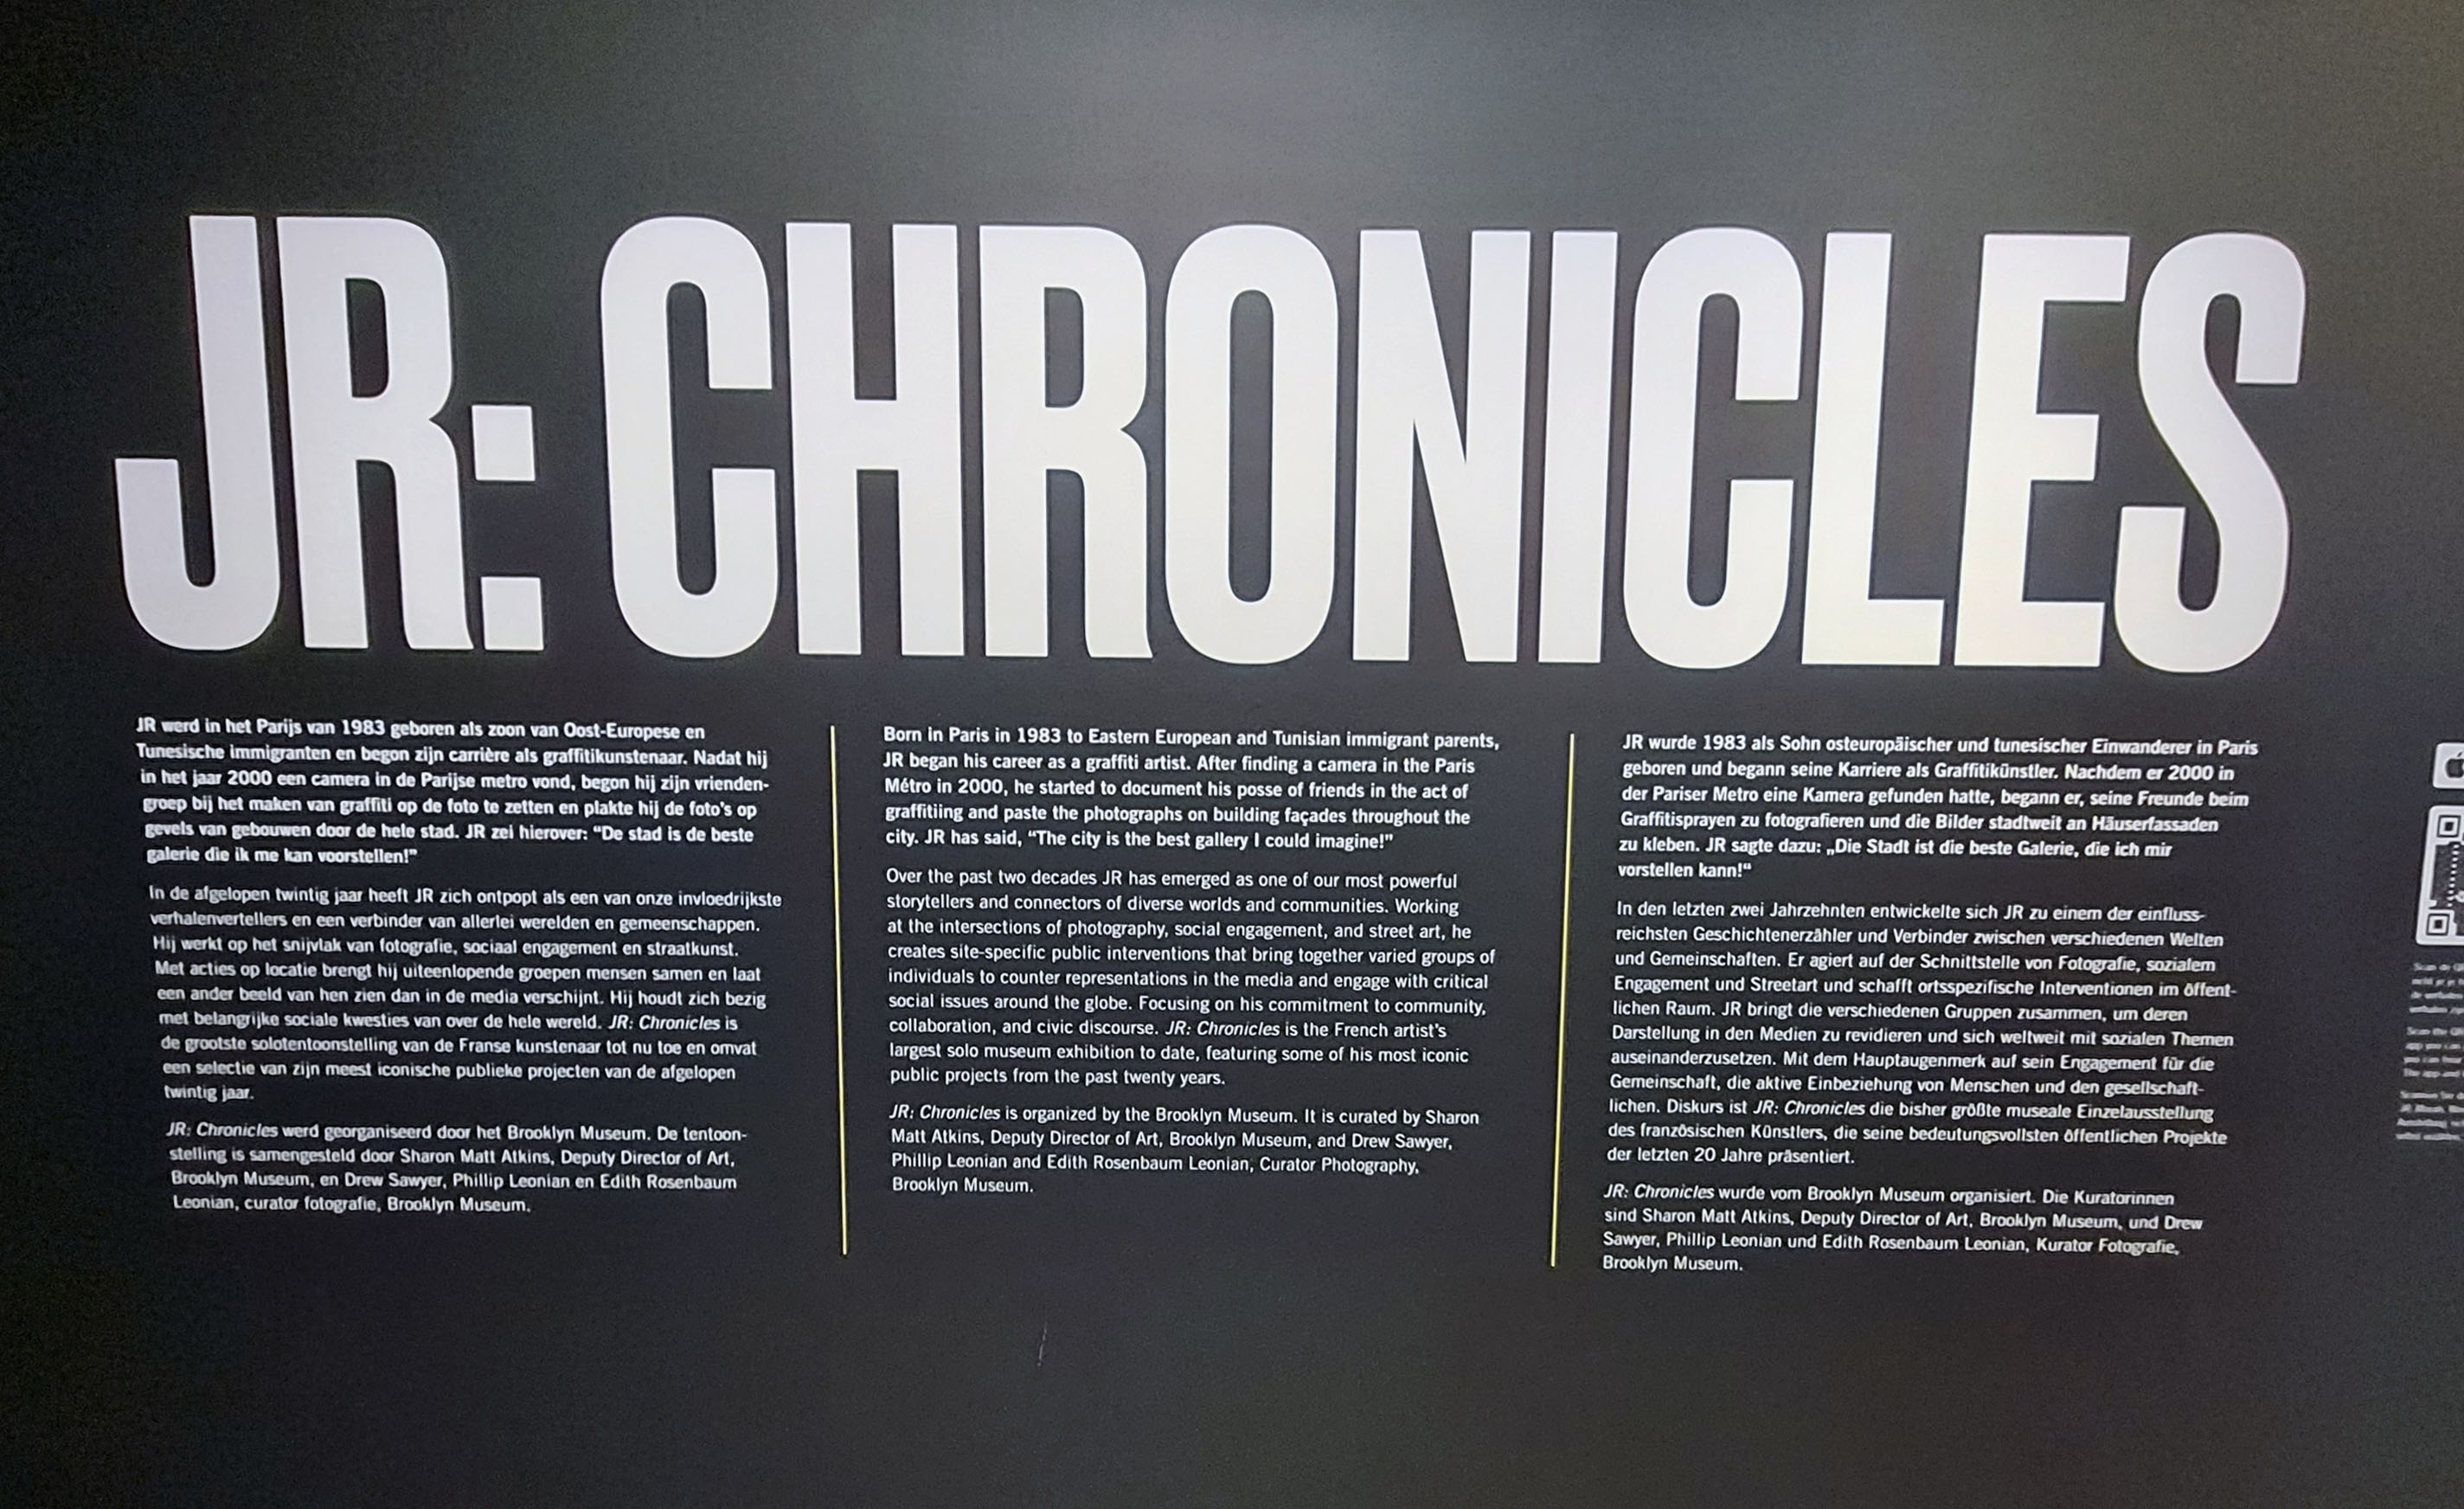 JR: CHRONICLES
JR werd in het Parijs van 1983 geboren als zoon van Oost-Europese en
Tunesische immigranten en begon zijn carrière als graffitikunstenaar. Nadat hij
in het jaar 2000 een camera in de Parijse metro vond, begon hij zijn vrienden-
groep bij het maken van graffiti op de foto te zetten en plakte hij de foto's op
gevels van gebouwen door de hele stad. JR zei hierover: “De stad is de beste
galerie die ik me kan voorstellen!”
In de afgelopen twintig jaar heeft JR zich ontpopt als een van onze invloedrijkste
verhalenvertellers en een verbinder van allerlei werelden en gemeenschappen.
Hij werkt op het snijvlak van fotografie, sociaal engagement en straatkunst.
Met acties op locatie brengt hij uiteenlopende groepen mensen samen en laat
een ander beeld van hen zien dan in de media verschijnt. Hij houdt zich bezig
met belangrijke sociale kwesties van over de hele wereld. JR: Chronicles is
de grootste solotentoonstelling van de Franse kunstenaar tot nu toe en omvat
een selectie van zijn meest iconische publieke projecten van de afgelopen
twintig jaar.
JR: Chronicles werd georganiseerd door het Brooklyn Museum. De tentoon-
stelling is samengesteld door Sharon Matt Atkins, Deputy Director of Art,
Brooklyn Museum, en Drew Sawyer, Phillip Leonian en Edith Rosenbaum
Leonian, curator fotografie, Brooklyn Museum.
Born in Paris in 1983 to Eastern European and Tunisian immigrant parents,
JR began his career as a graffiti artist. After finding a camera in the Paris
Métro in 2000, he started to document his posse of friends in the act of
graffitiing and paste the photographs on building façades throughout the
city. JR has said, “The city is the best gallery I could imagine!”
Over the past two decades JR has emerged as one of our most powerful
storytellers and connectors of diverse worlds and communities. Working
at the intersections of photography, social engagement, and street art, he
creates site-specific public interventions that bring together varied groups of
individuals to counter representations in the media and engage with critical
social issues around the globe. Focusing on his commitment to community,
collaboration, and civic discourse. JR: Chronicles is the French artist's
largest solo museum exhibition to date, featuring some of his most iconic
public projects from the past twenty years.
JR: Chronicles is organized by the Brooklyn Museum. It is curated by Sharon
Matt Atkins, Deputy Director of Art, Brooklyn Museum, and Drew Sawyer,
Phillip Leonian and Edith Rosenbaum Leonian, Curator Photography,
Brooklyn Museum.
JR wurde 1983 als Sohn osteuropäischer und tunesischer Einwanderer in Paris
geboren und begann seine Karriere als Graffitikünstler. Nachdem er 2000 in
der Pariser Metro eine Kamera gefunden hatte, begann er, seine Freunde beim
Graffitisprayen zu fotografieren und die Bilder stadtweit an Häuserfassaden
zu kleben. JR sagte dazu: „Die Stadt ist die beste Galerie, die ich mir
vorstellen kann!“
In den letzten zwei Jahrzehnten entwickelte sich JR zu einem der einfluss-
reichsten Geschichtenerzähler und Verbinder zwischen verschiedenen Welten
und Gemeinschaften. Er agiert auf der Schnittstelle von Fotografie, sozialem
Engagement und Streetart und schafft ortsspezifische Interventionen im öffent-
lichen Raum. JR bringt die verschiedenen Gruppen zusammen, um deren
Darstellung in den Medien zu revidieren und sich weltweit mit sozialen Themen
auseinanderzusetzen. Mit dem Hauptaugenmerk auf sein Engagement für die
Gemeinschaft, die aktive Einbeziehung von Menschen und den gesellschaft-
lichen. Diskurs ist JR: Chronicles die bisher größte museale Einzelausstellung
des französischen Künstlers, die seine bedeutungsvollsten öffentlichen Projekte
der letzten 20 Jahre präsentiert.
JR: Chronicles wurde vom Brooklyn Museum organisiert. Die Kuratorinnen
sind Sharon Matt Atkins, Deputy Director of Art, Brooklyn Museum, und Drew
Sawyer, Phillip Leonian und Edith Rosenbaum Leonian, Kurator Fotografie,
Brooklyn Museum.